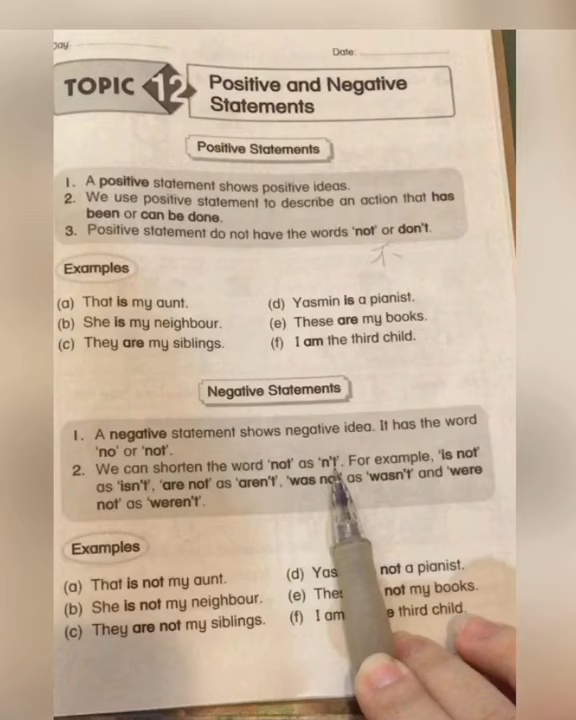 Date:
TOPIC 12
Positive and Negative
Statements
Positive Statements
1. A positive statement shows positive ideas.
2. We use positive statement to describe an action that has
been or can be done.
3. Positive statement do not have the words 'not' or don't.
不
Examples
(a) That is my aunt.
(b) She is my neighbour.
(c) They are my siblings.
(d) Yasmin is a pianist.
(e) These are my books.
(f) I am the third child.
Negative Statements
1. A negative statement shows negative idea. It has the word
'no' or 'not'.
2. We can shorten the word 'not' as 'n't'. For example, 'is not'
as 'isn't', 'are not' as 'aren't', 'was as 'wasn't' and 'were
not' as 'weren't'.
Examples
(a) That is not my aunt.
(b) She is not my neighbour.
(c) They are not my siblings.
(d) not a pianist.
(e) not my books.
(f) I am third child.